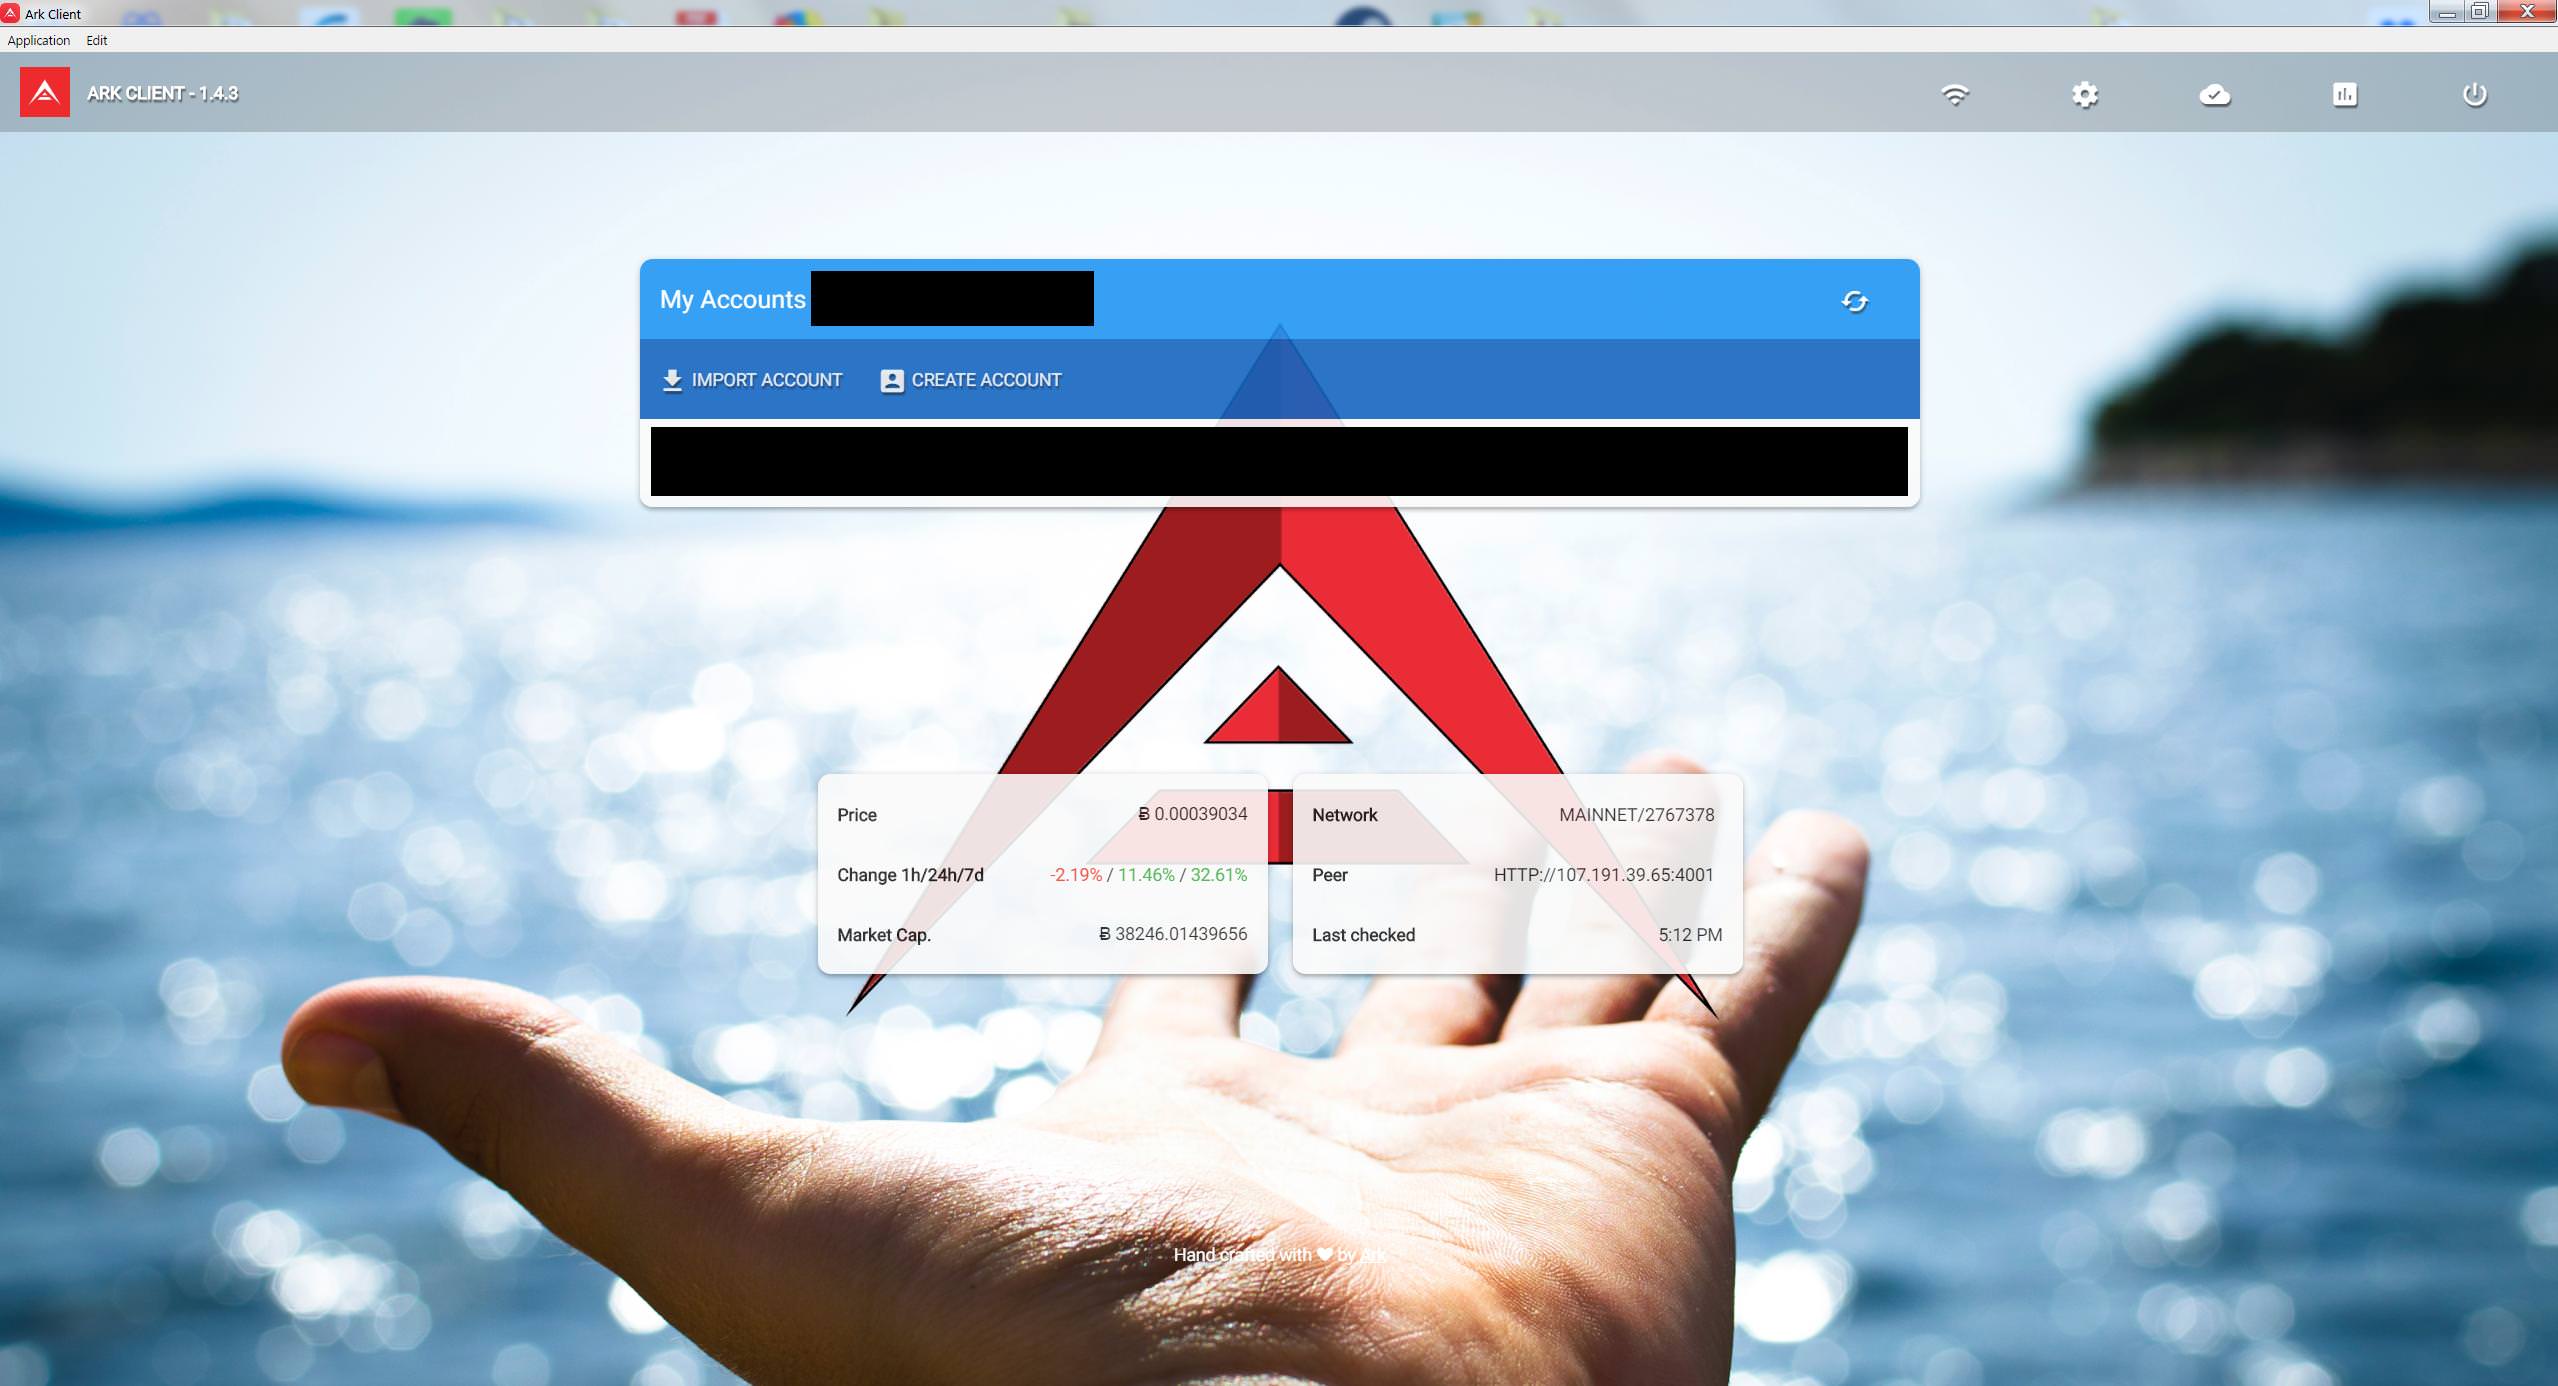 Ark Client
Application Edit
ARK CLIENT - 1.4.3
My Accounts
IMPORT ACCOUNT CREATE ACCOUNT
Price Ƀ 0.00039034
Change 1h/24h/7d -2.19% / 11.46% / 32.61%
Market Cap. Ƀ 38246.01439656
Network MAINNET/2767378
Peer HTTP://107.191.39.65:4001
Last checked 5:12 PM
Hand crafted with ♥ by Ark